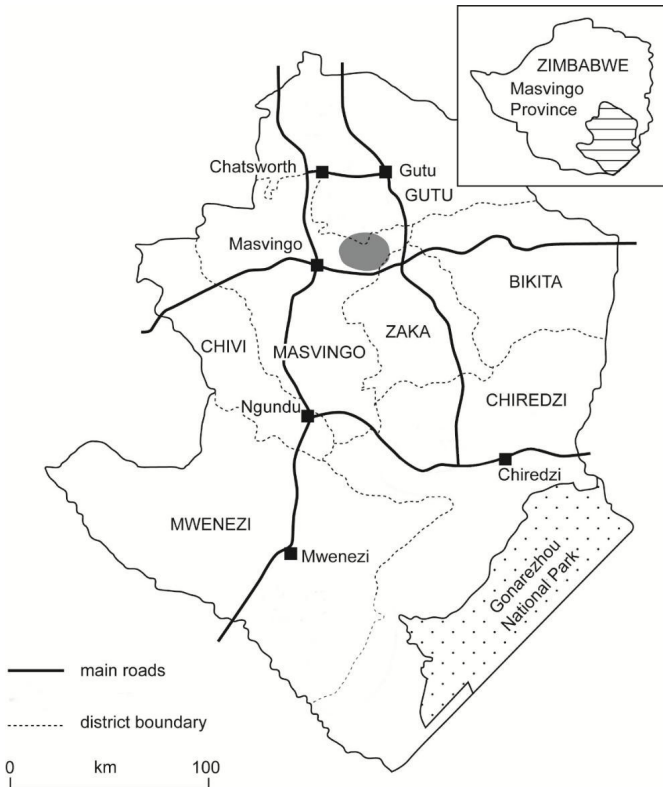 ZIMBABWE
Masvingo
Province
Chatsworth
Gutu
GUTU
Masvingo
BIKITA
CHIVI
MASVINGO
ZAKA
Ngundu
CHIREDZI
Chiredzi
MWENEZI
Mwenezi
Gonarezhou
National Park
main roads
district boundary
0 km 100